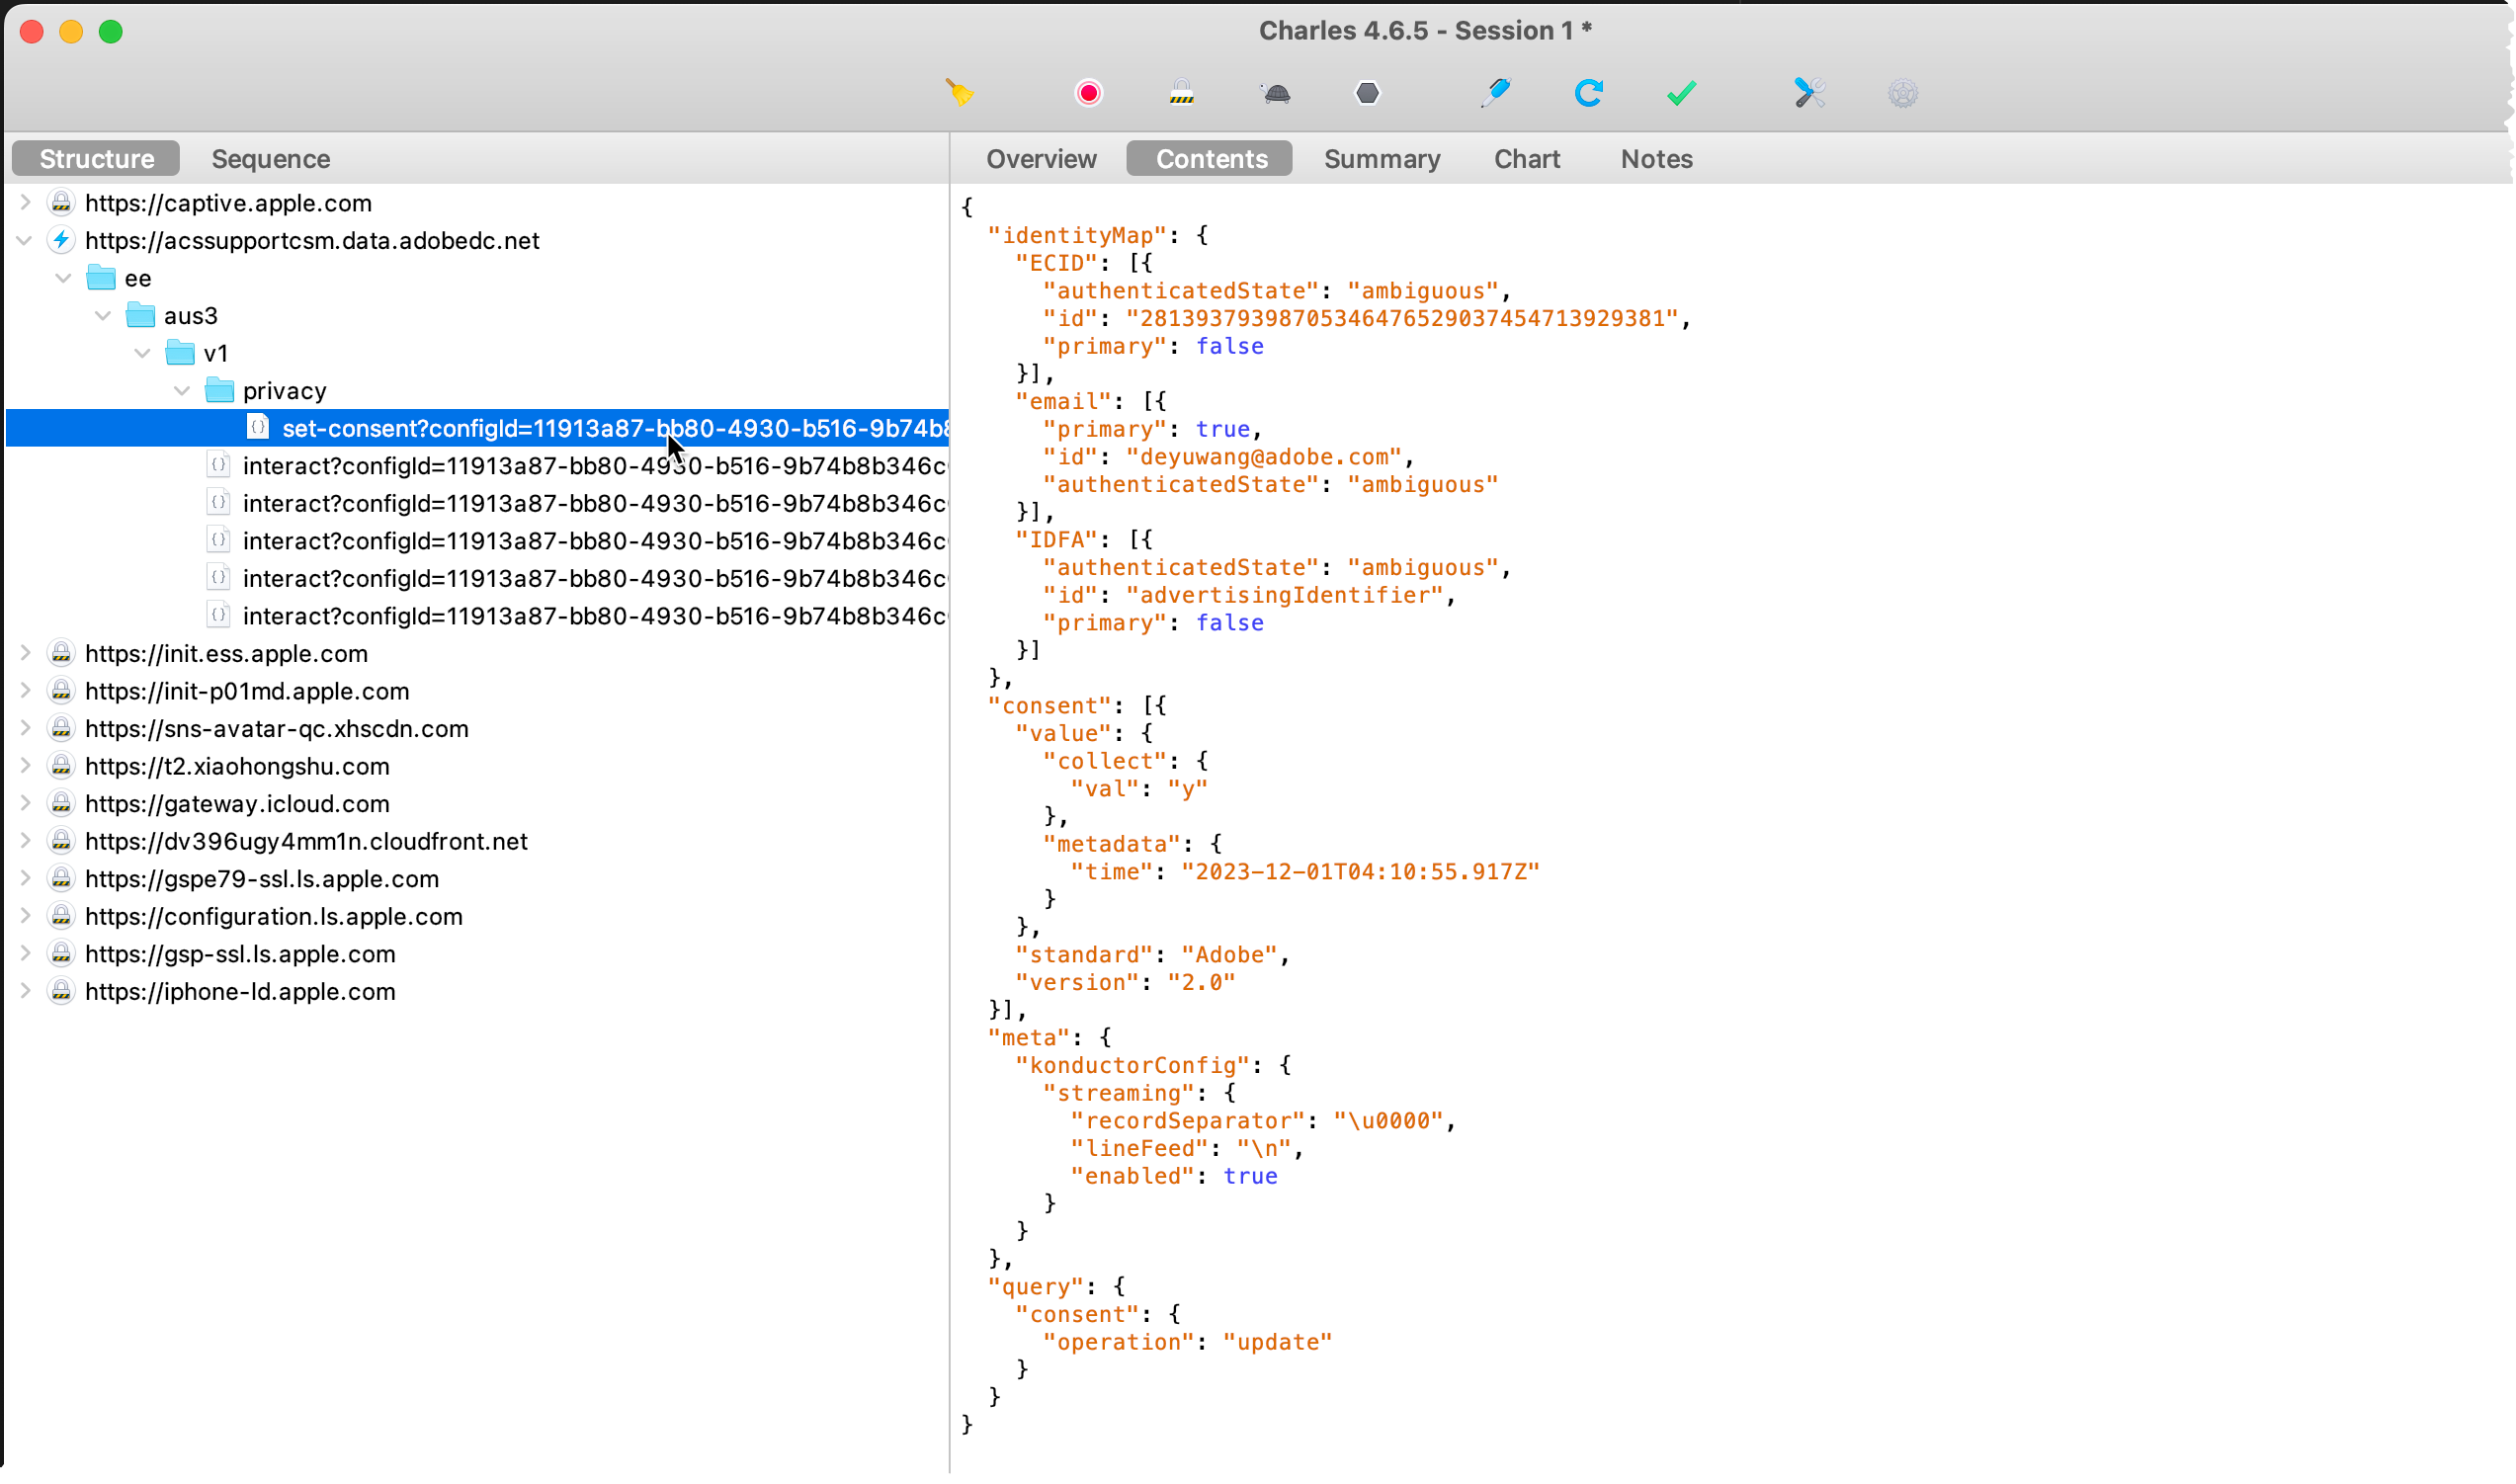 Charles 4.6.5 - Session 1 *
Structure
Sequence
https://captive.apple.com
https://acssupportcsm.data.adobedc.net
ee
aus3
v1
privacy
set-consent?configId=11913a87-bb80-4930-b516-9b74b8
interact?configId=11913a87-bb80-4930-b516-9b74b8b346c
interact?configId=11913a87-bb80-4930-b516-9b74b8b346c
interact?configId=11913a87-bb80-4930-b516-9b74b8b346c
interact?configId=11913a87-bb80-4930-b516-9b74b8b346c
interact?configId=11913a87-bb80-4930-b516-9b74b8b346c
https://init.ess.apple.com
https://init-p01md.apple.com
https://sns-avatar-qc.xhscdn.com
https://t2.xiaohongshu.com
https://gateway.icloud.com
https://dv396ugy4mm1n.cloudfront.net
https://gspe79-ssl.ls.apple.com
https://configuration.ls.apple.com
https://gsp-ssl.ls.apple.com
https://iphone-ld.apple.com
Overview
Contents
Summary
Chart
Notes
{
"identityMap": {
"ECID": [{
"authenticatedState": "ambiguous",
"id": "28139379398705346476529037454713929381",
"primary": false
}],
"email": [{
"primary": true,
"id": "deyuwang@adobe.com",
"authenticatedState": "ambiguous"
}],
"IDFA": [{
"authenticatedState": "ambiguous",
"id": "advertisingIdentifier",
"primary": false
}]
},
"consent": [{
"value": {
"collect": {
"val": "y"
},
"metadata": {
"time": "2023-12-01T04:10:55.917Z"
}
},
"standard": "Adobe",
"version": "2.0"
}],
"meta": {
"konductorConfig": {
"streaming": {
"recordSeparator": "\u0000",
"lineFeed": "\n",
"enabled": true
}
}
},
"query": {
"consent": {
"operation": "update"
}
}
}